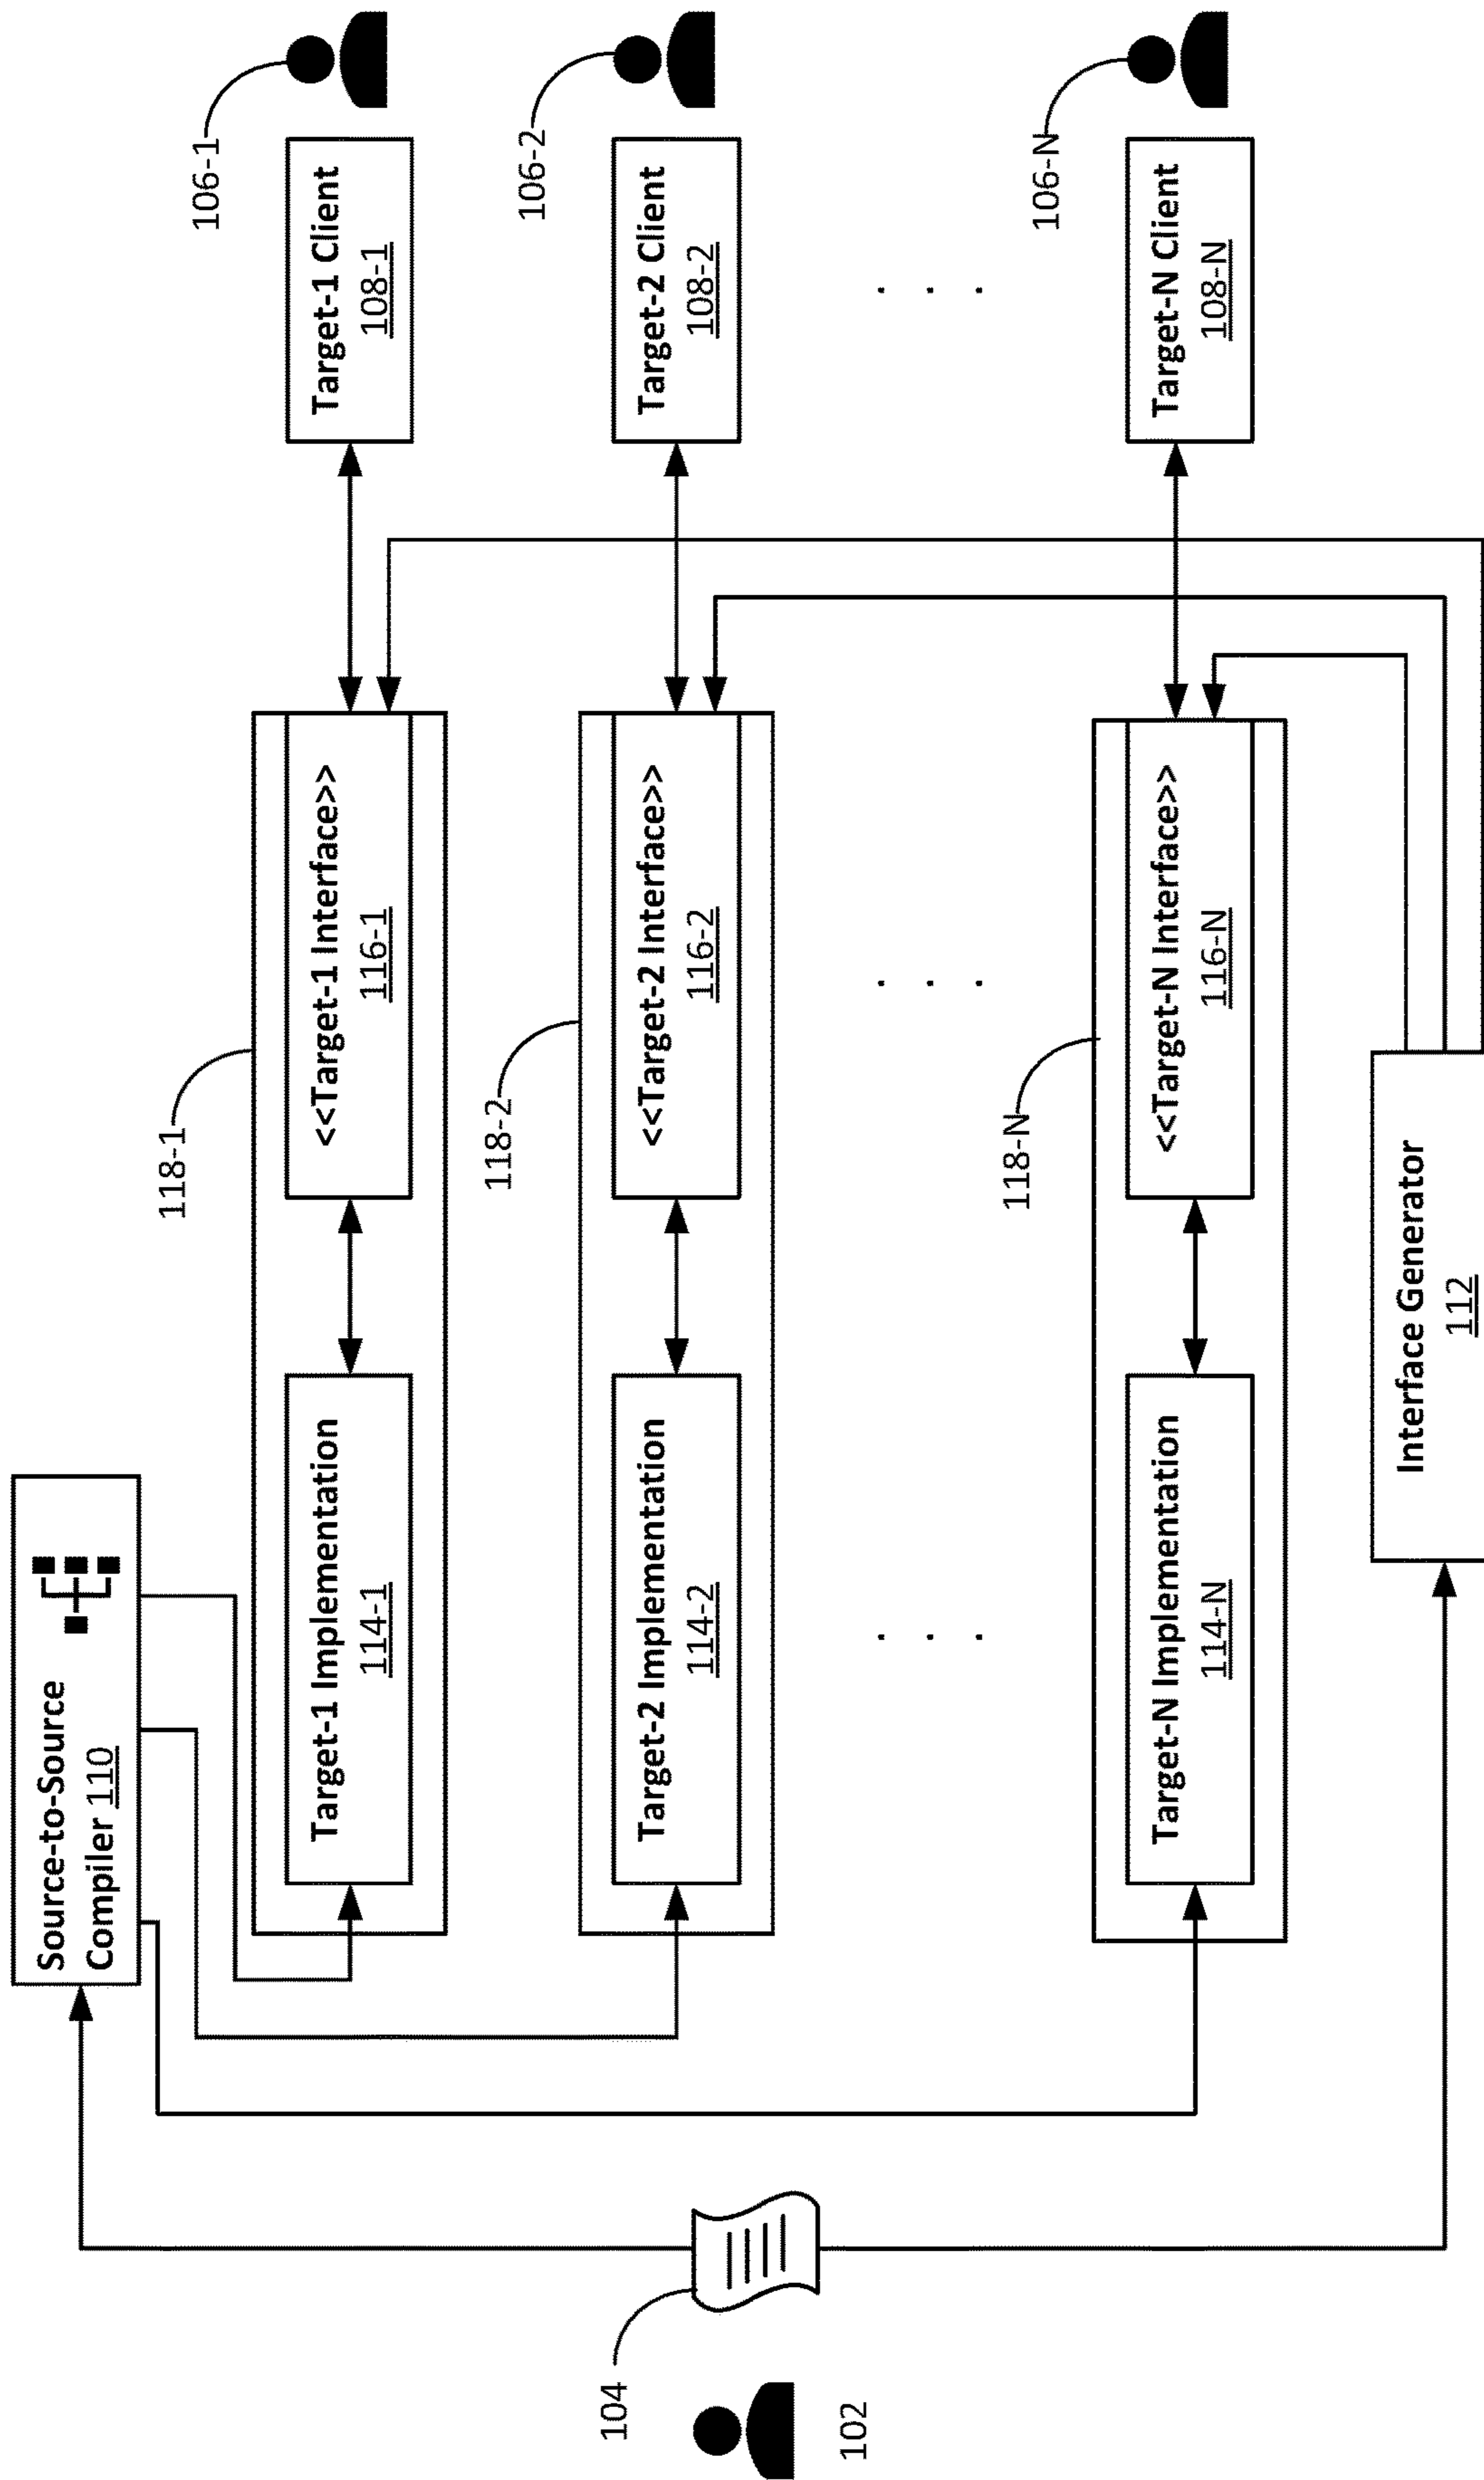 Source-to-Source
Compiler 110
118-1
106-1
Target-1 Implementation
114-1
<<Target-1 Interface>>
116-1
Target-1 Client
108-1
118-2
106-2
Target-2 Implementation
114-2
<<Target-2 Interface>>
116-2
Target-2 Client
108-2
104
102
. . .
. . .
. . .
118-N
106-N
Target-N Implementation
114-N
<<Target-N Interface>>
116-N
Target-N Client
108-N
Interface Generator
112